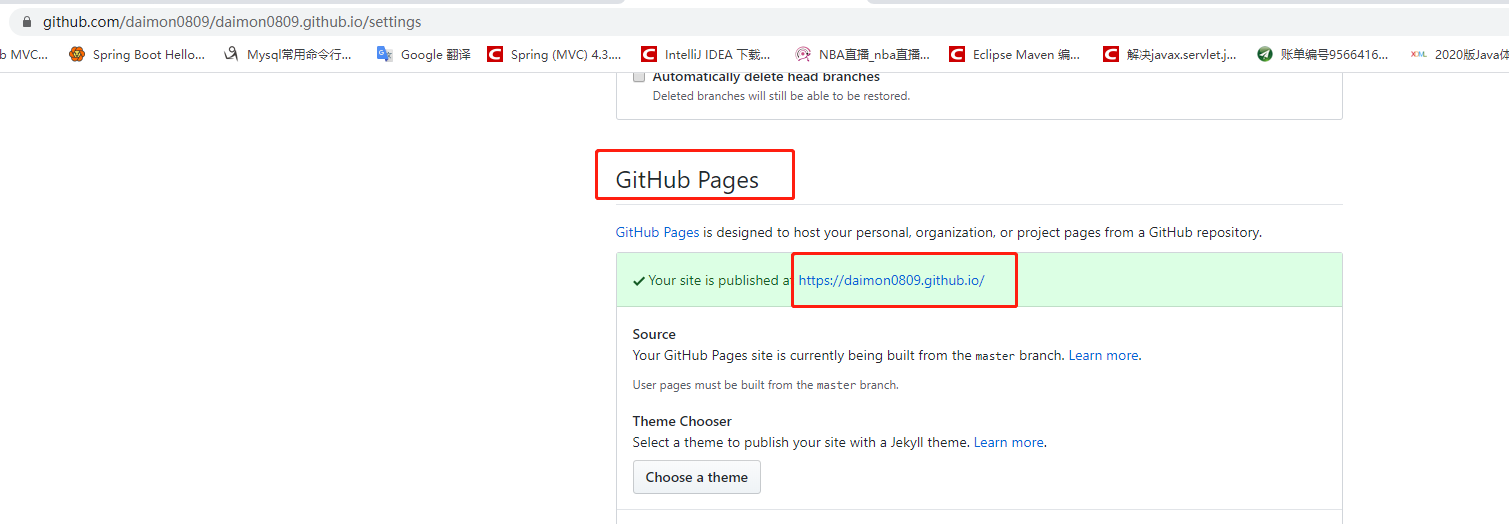 github.com/daimon0809/daimon0809.github.io/settings
b MVC... Spring Boot Hello... Mysql常用命令行... Google 翻译 Spring (MVC) 4.3.... IntelliJ IDEA 下载... NBA直播_nba直播... Eclipse Maven 编... 解决javax.servlet.j... 账单编号9566416... XML 2020版Java体
Automatically delete head branches
Deleted branches will still be able to be restored.
GitHub Pages
GitHub Pages is designed to host your personal, organization, or project pages from a GitHub repository.
Your site is published at https://daimon0809.github.io/
Source
Your GitHub Pages site is currently being built from the master branch. Learn more.
User pages must be built from the master branch.
Theme Chooser
Select a theme to publish your site with a Jekyll theme. Learn more.
Choose a theme